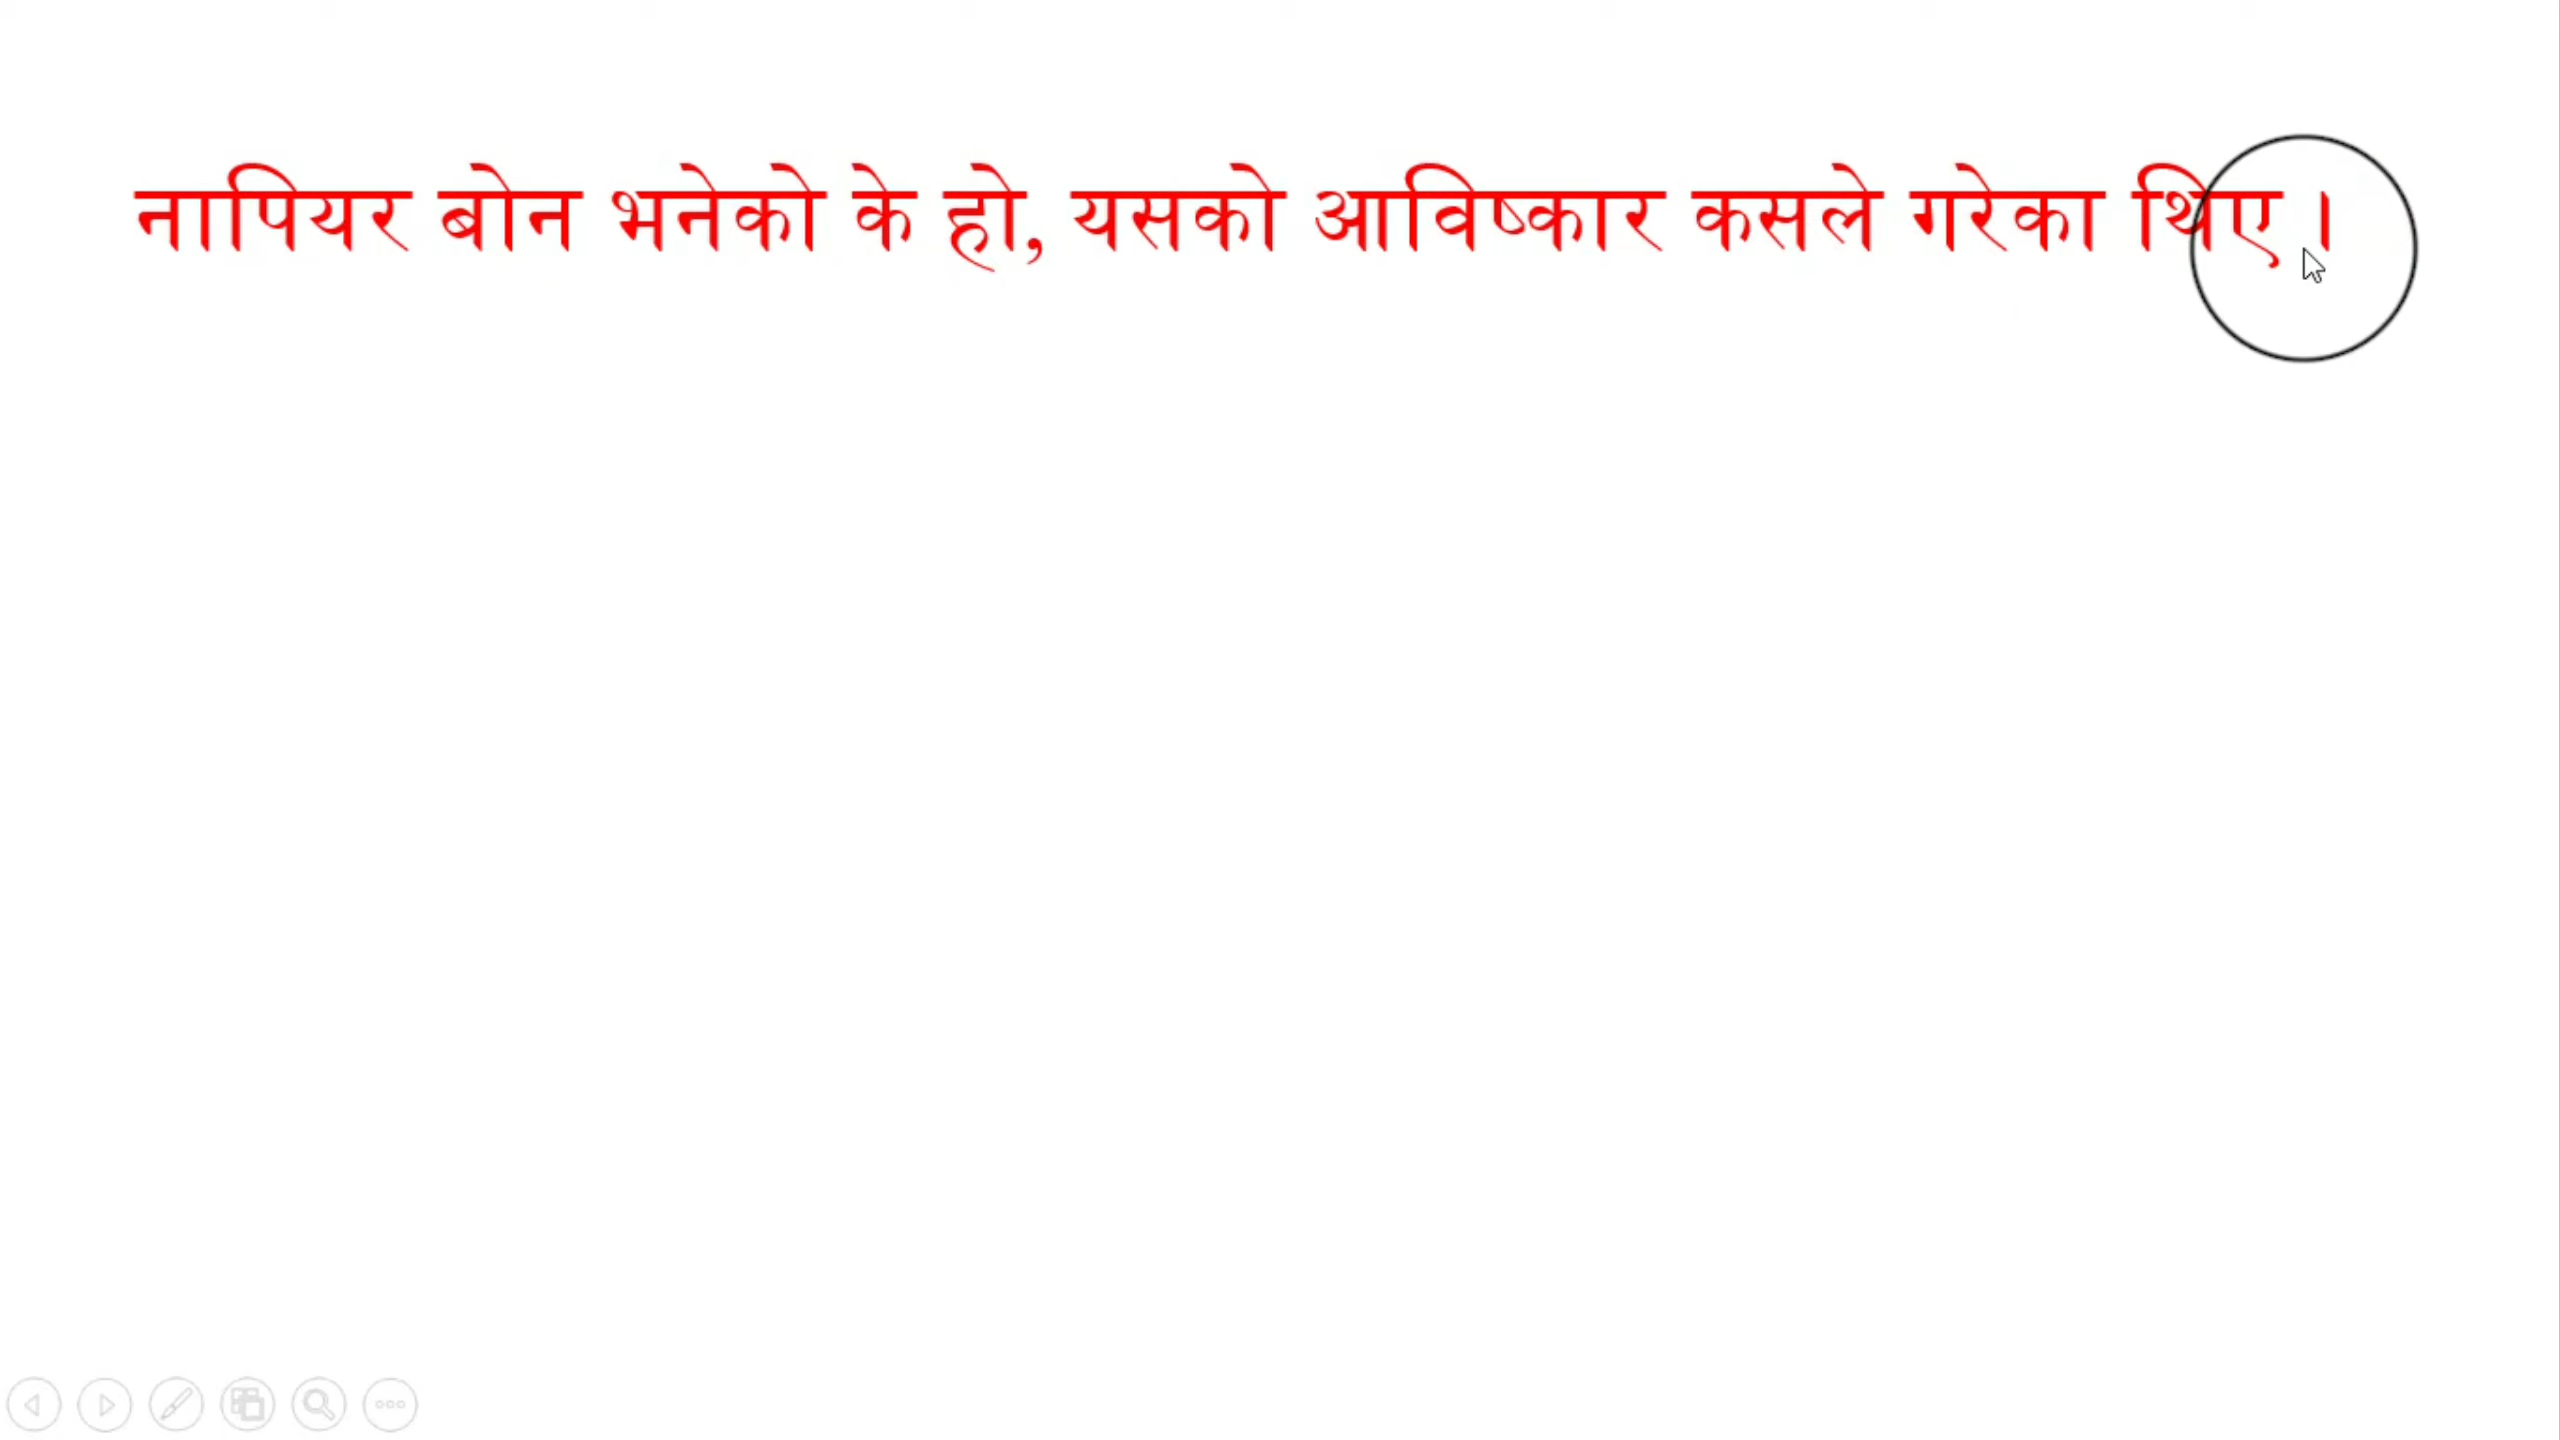 नापियर बोन भनेको के हो, यसको आविष्कार कसले गरेका थिए ।